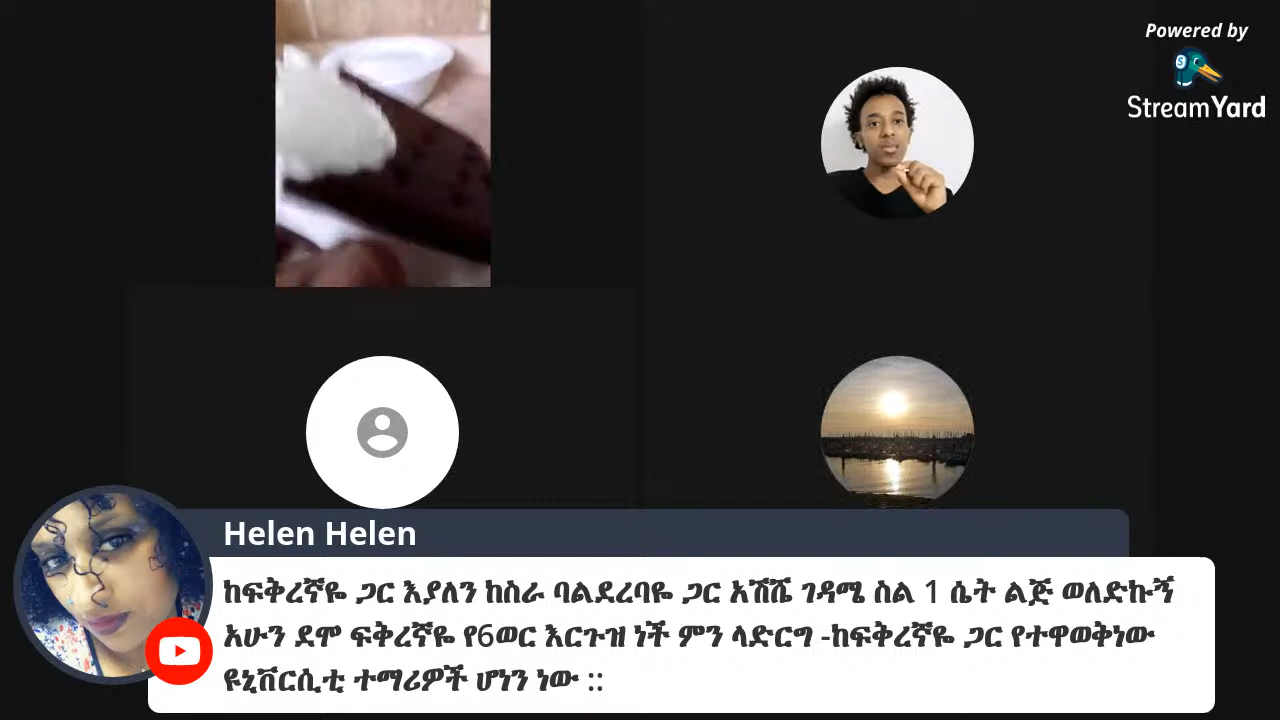 Powered by
StreamYard
Helen Helen
ከፍቅረኛዬ ጋር እያለን ከስራ ባልደረባዬ ጋር አሸሼ ገዳሜ ስል 1 ሴት ልጅ ወለድኩኝ
አሁን ደሞ ፍቅረኛዬ የ6ወር እርጉዝ ነች ምን ላድርግ -ከፍቅረኛዬ ጋር የተዋወቅነው
ዩኒቨርሲቲ ተማሪዎች ሆነን ነው ::